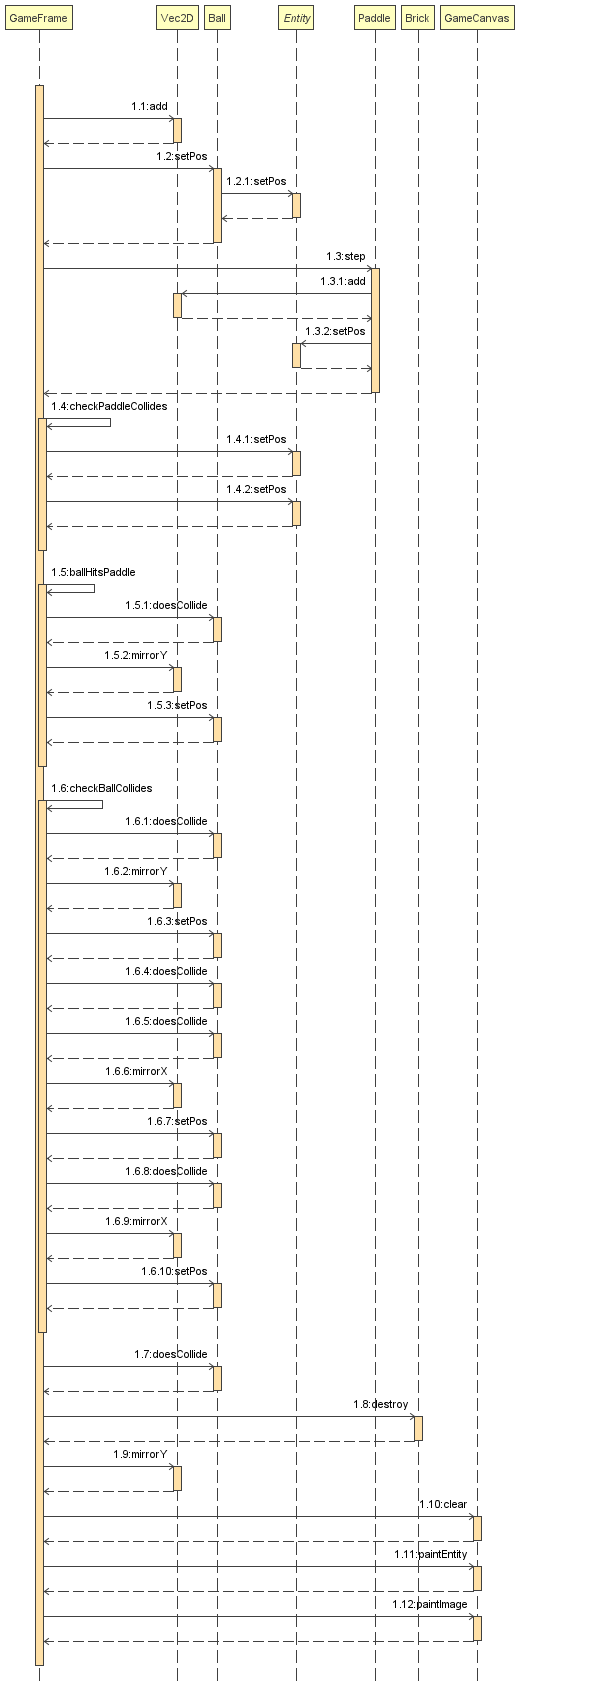 GameFrame Vec2D Ball Entity Paddle Brick GameCanvas
1.1:add
1.2:setPos
1.2.1:setPos
1.3:step
1.3.1:add
1.3.2:setPos
1.4:checkPaddleCollides
1.4.1:setPos
1.4.2:setPos
1.5:ballHitsPaddle
1.5.1:doesCollide
1.5.2:mirrorY
1.5.3:setPos
1.6:checkBallCollides
1.6.1:doesCollide
1.6.2:mirrorY
1.6.3:setPos
1.6.4:doesCollide
1.6.5:doesCollide
1.6.6:mirrorX
1.6.7:setPos
1.6.8:doesCollide
1.6.9:mirrorX
1.6.10:setPos
1.7:doesCollide
1.8:destroy
1.9:mirrorY
1.10:clear
1.11:paintEntity
1.12:paintImage